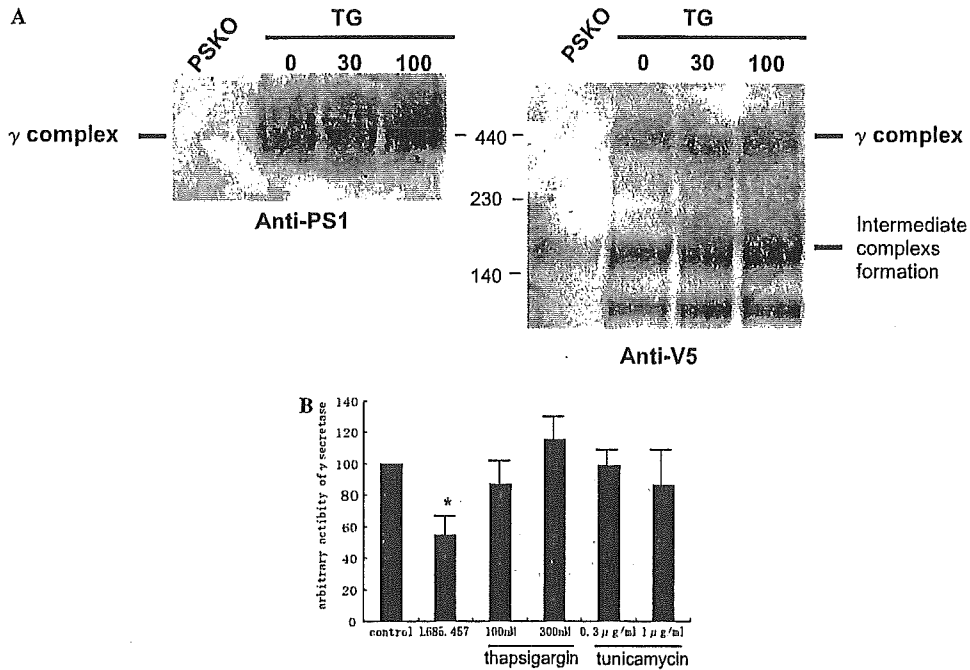 A
PSKO
TG
0 30 100
γ complex
440
230
140
Anti-PS1
PSKO
TG
0 30 100
γ complex
Intermediate
complexs
formation
Anti-V5
B
arbitrary actibity of γ secretase
140
120
100
80
60
40
20
0
*
control L685,457 100nM 300nM 0.3μg/ml 1μg/ml
thapsigargin tunicamycin